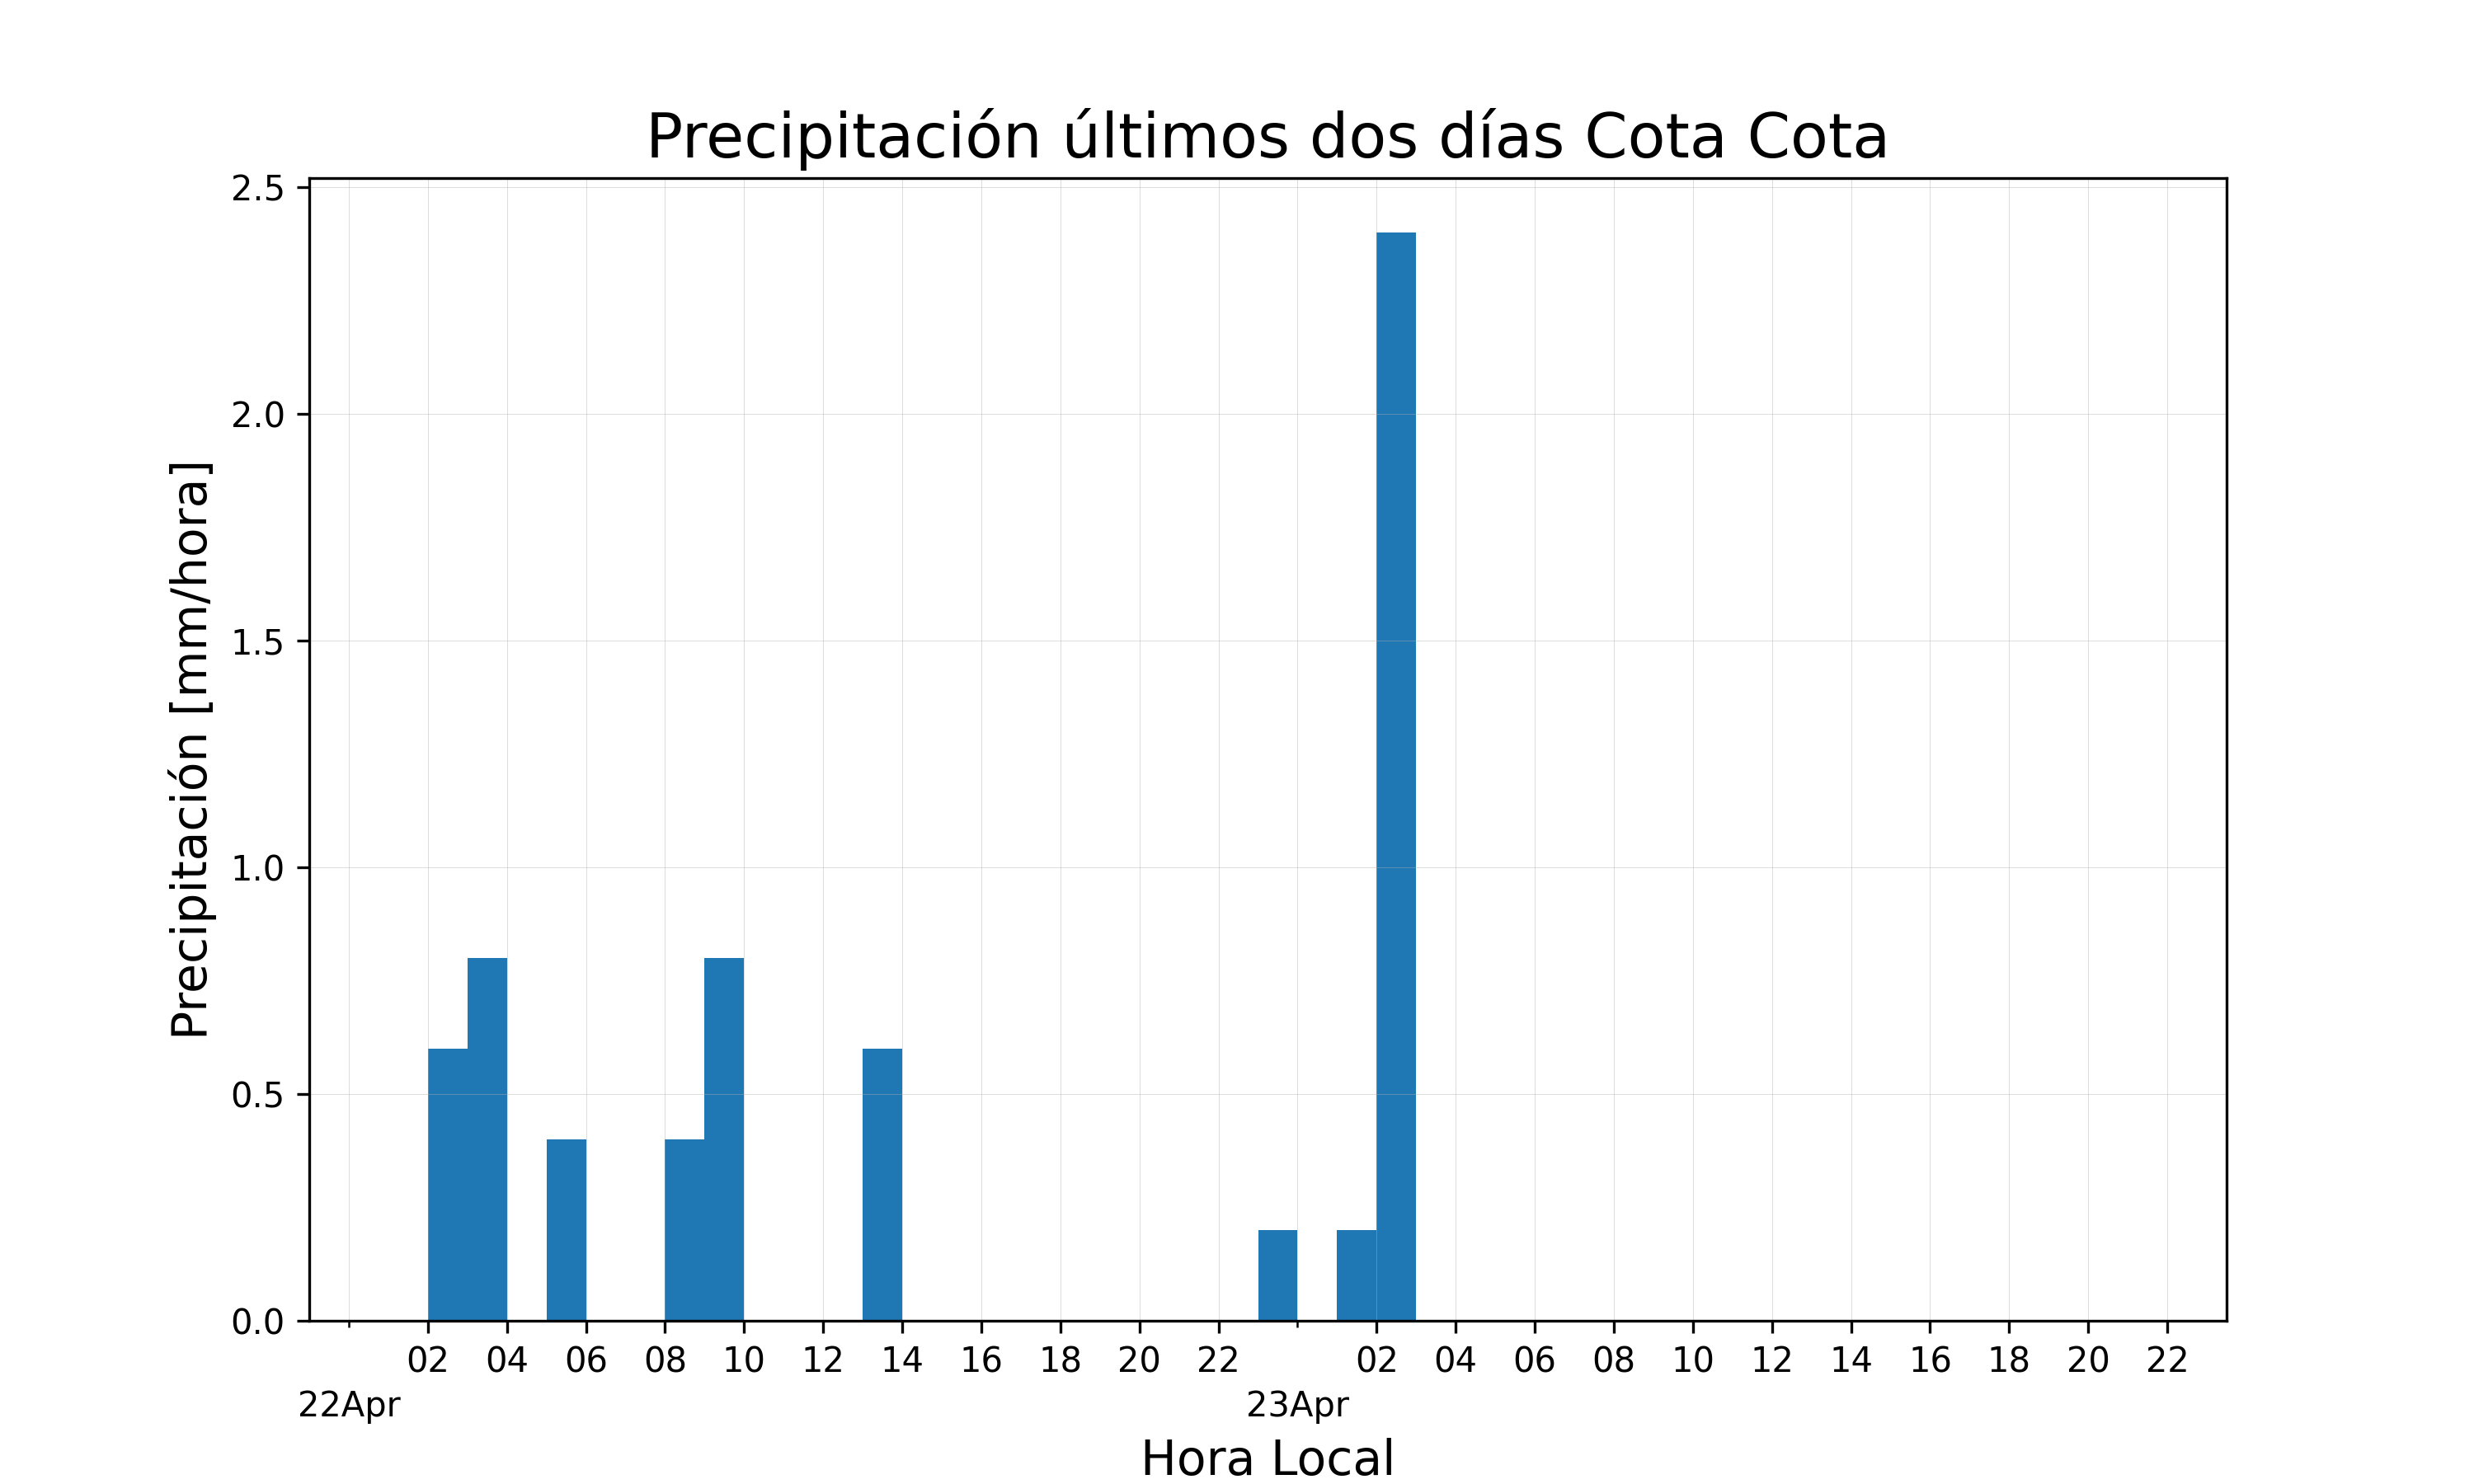 Precipitación últimos dos días Cota Cota
Precipitación [mm/hora]
2.5
2.0
1.5
1.0
0.5
0.0
02 04 06 08 10 12 14 16 18 20 22 02 04 06 08 10 12 14 16 18 20 22
22Apr 23Apr
Hora Local